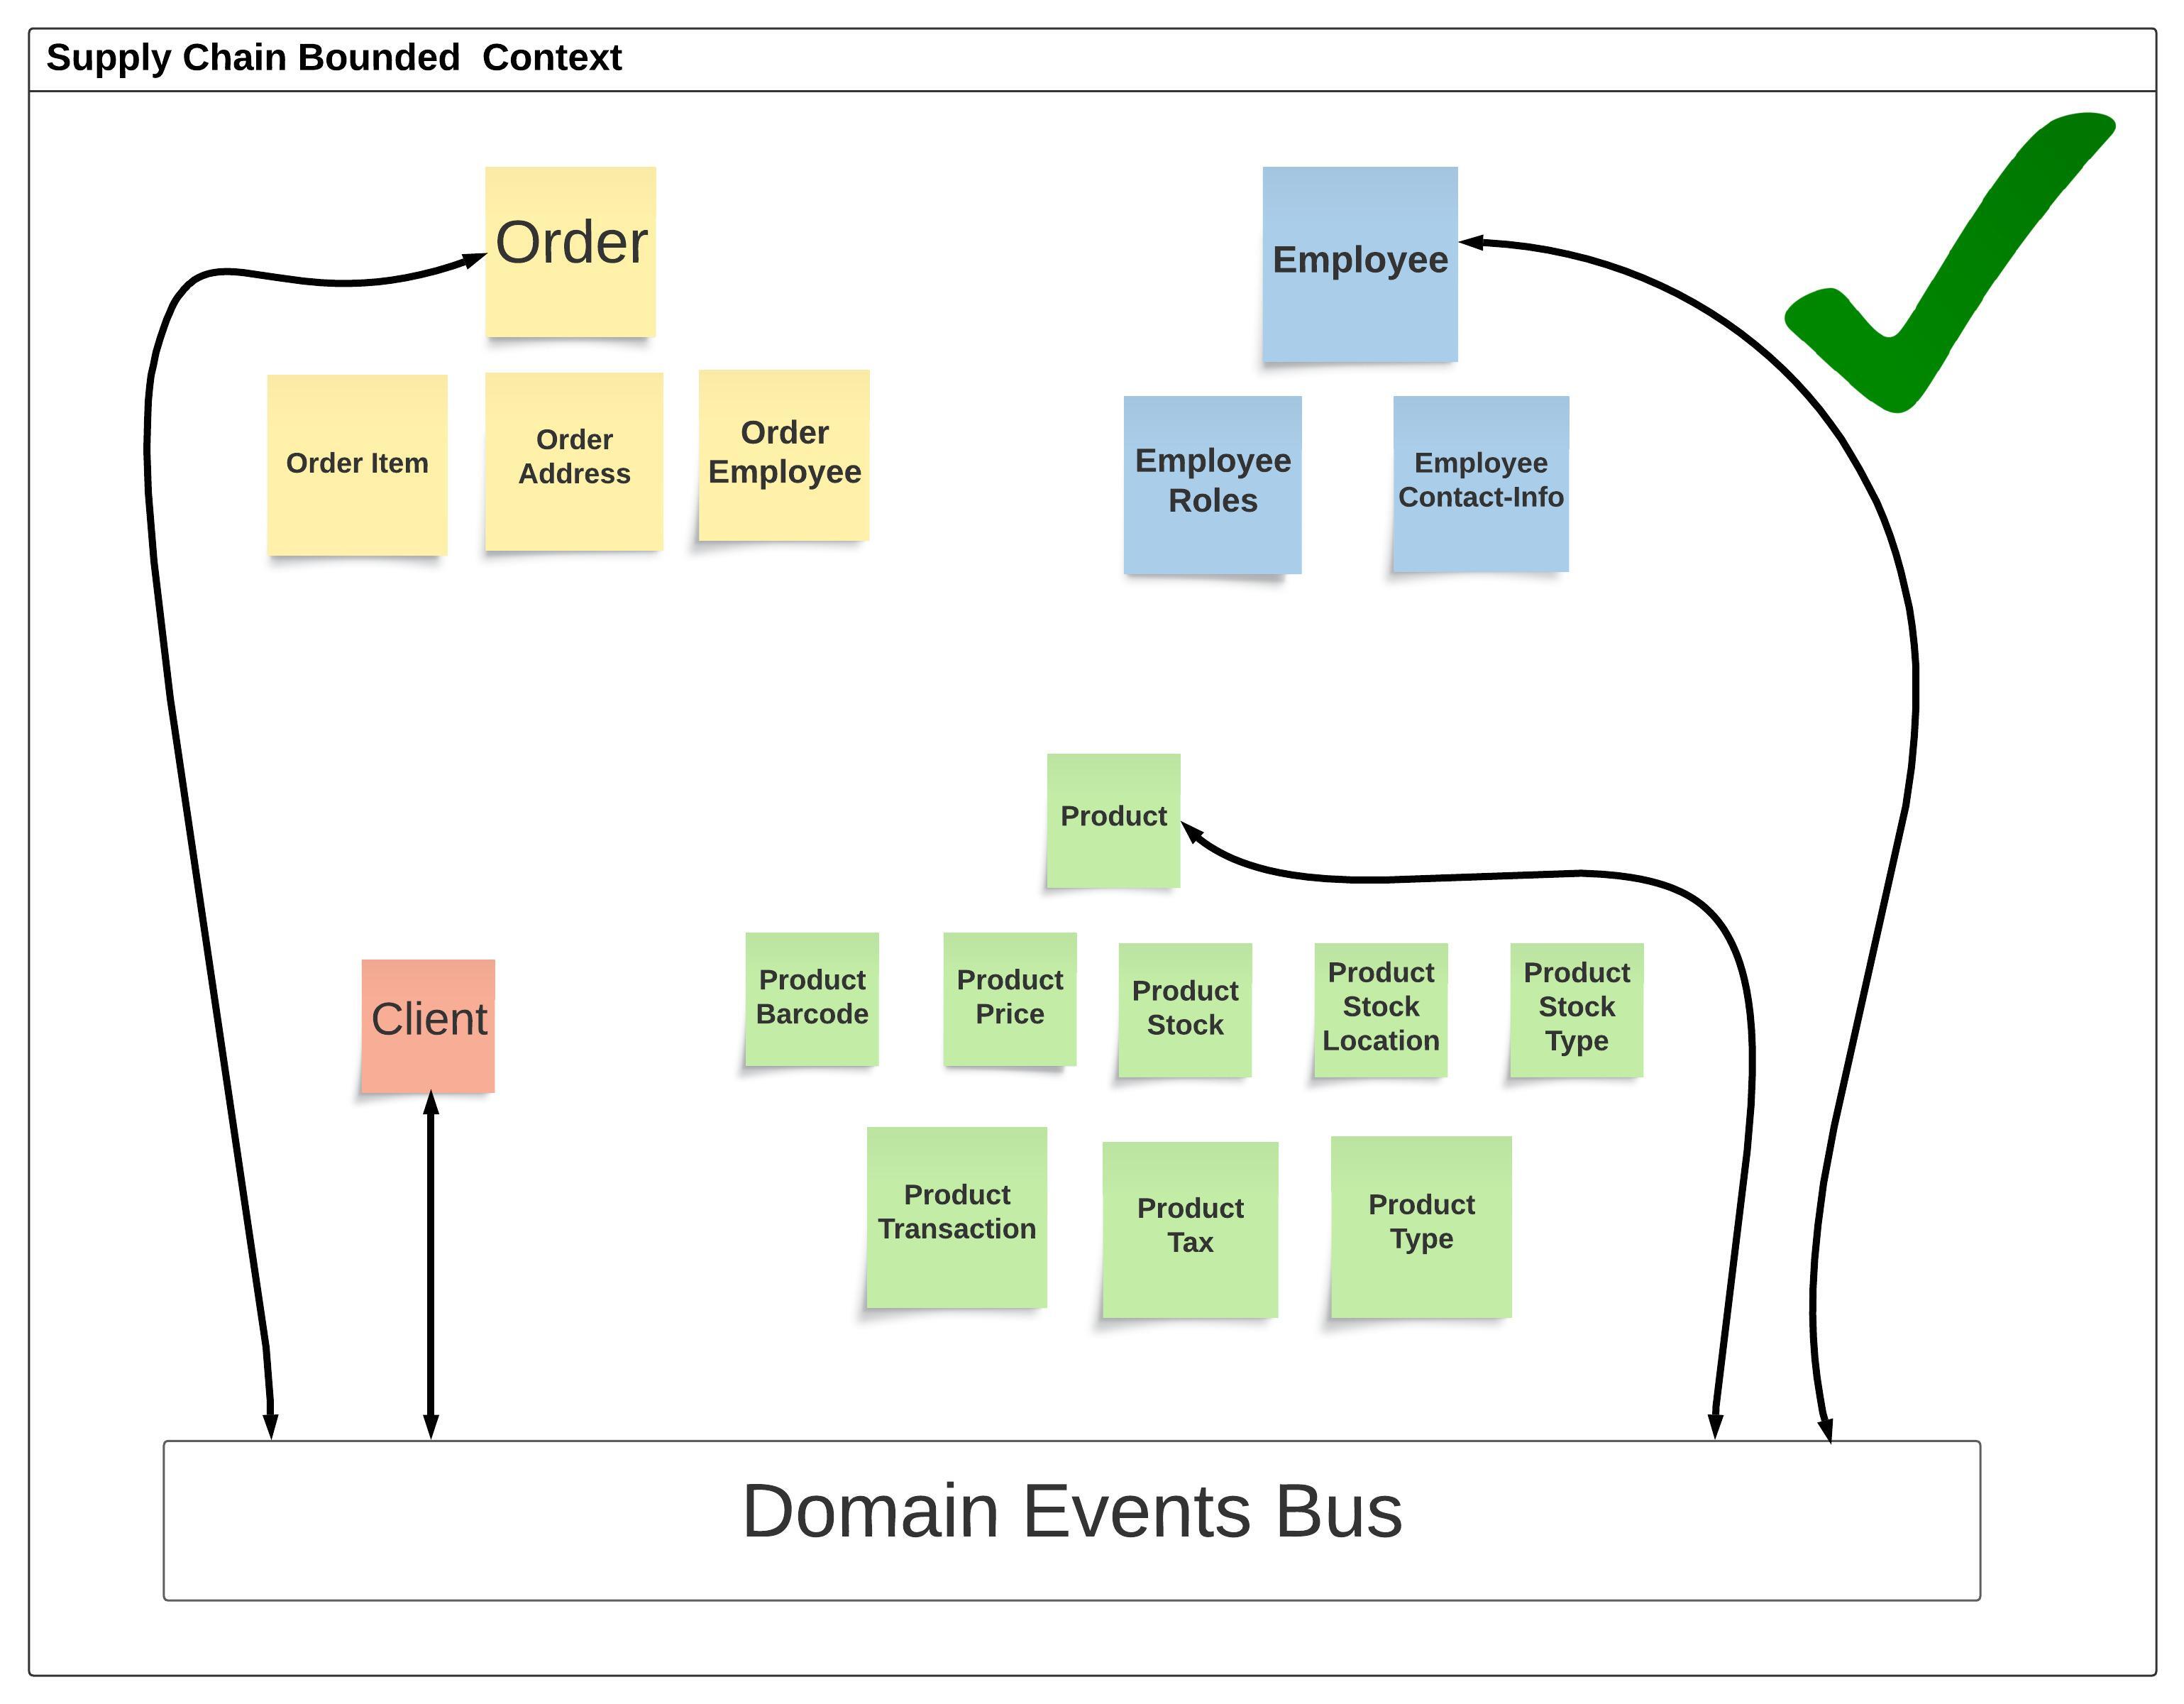 Supply Chain Bounded  Context
Order
Employee
Order Item
Order
Address
Order
Employee
Employee
Roles
Employee
Contact-Info
Product
Client
Product
Barcode
Product
Price
Product
Stock
Product
Stock
Location
Product
Stock
Type
Product
Transaction
Product
Tax
Product
Type
Domain Events Bus